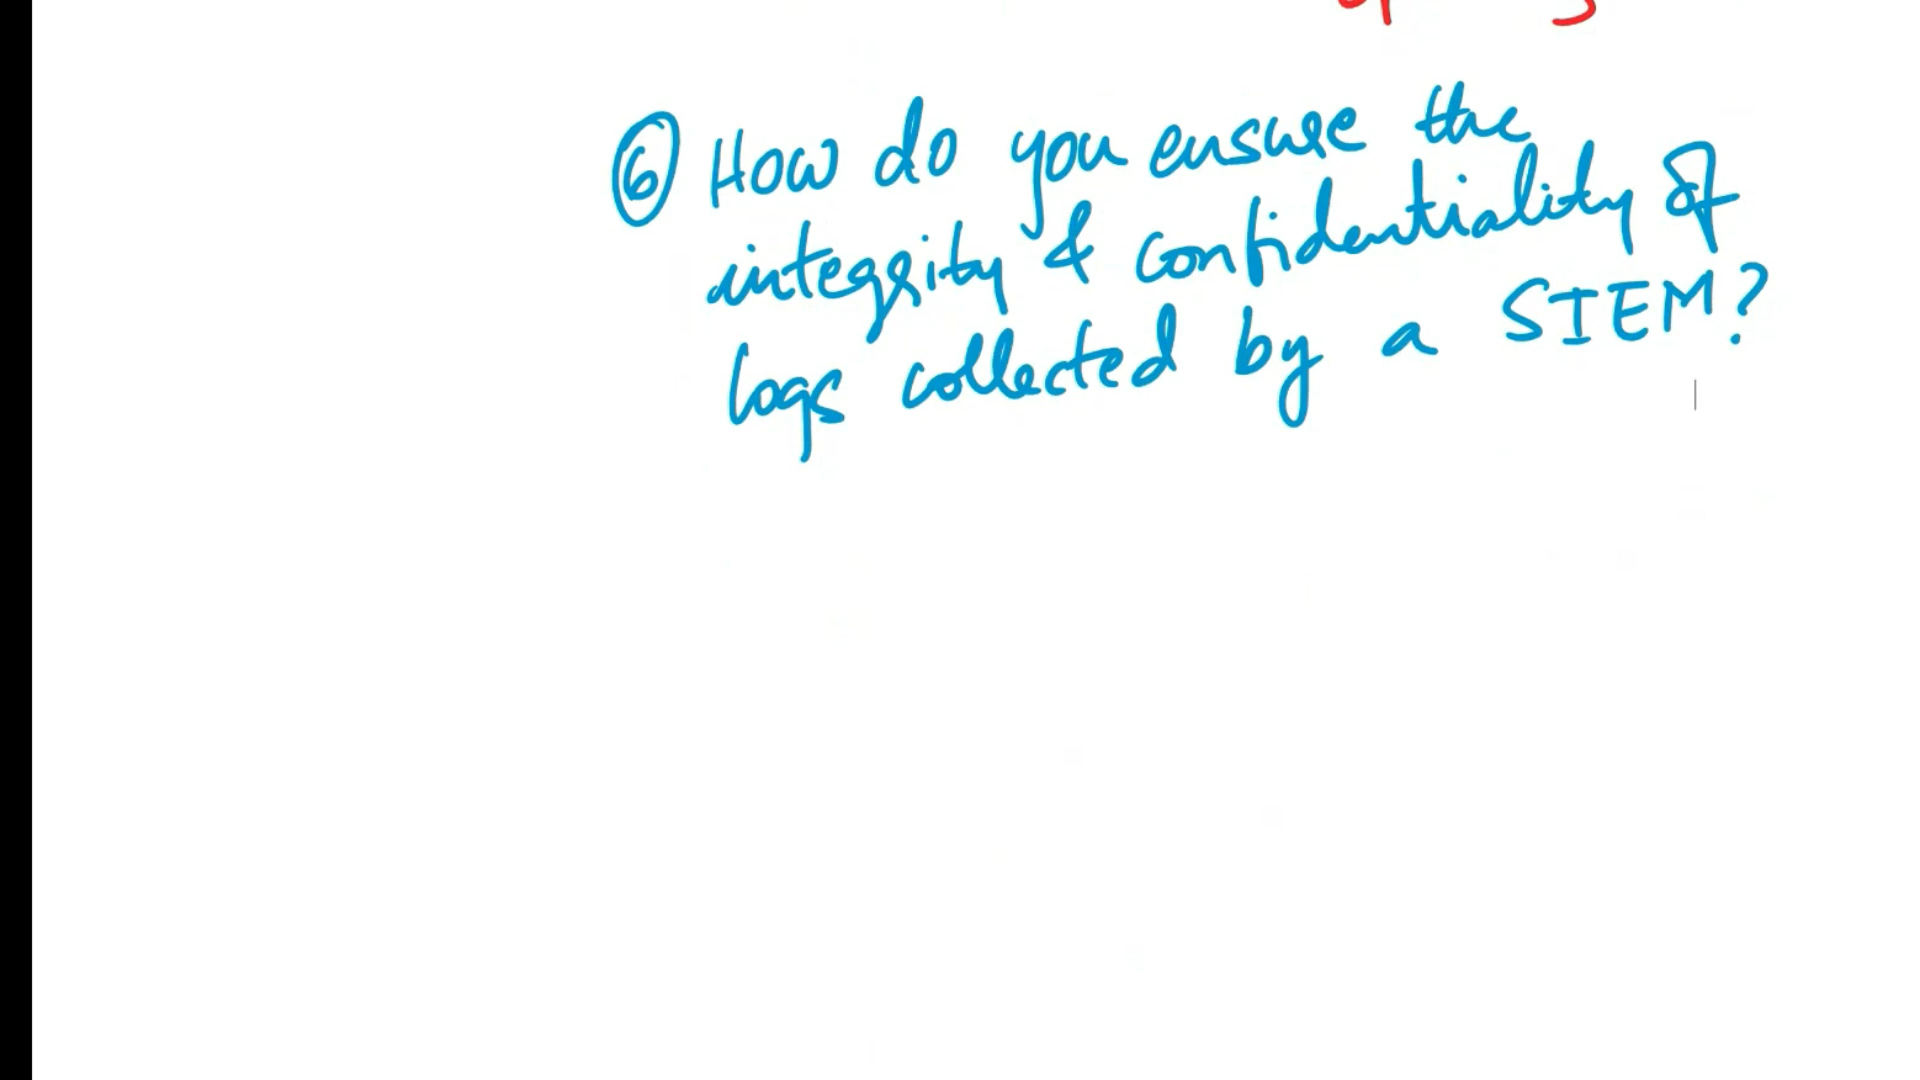 ⑥ How do you ensure the
integrity & confidentiality of
logs collected by a SIEM?